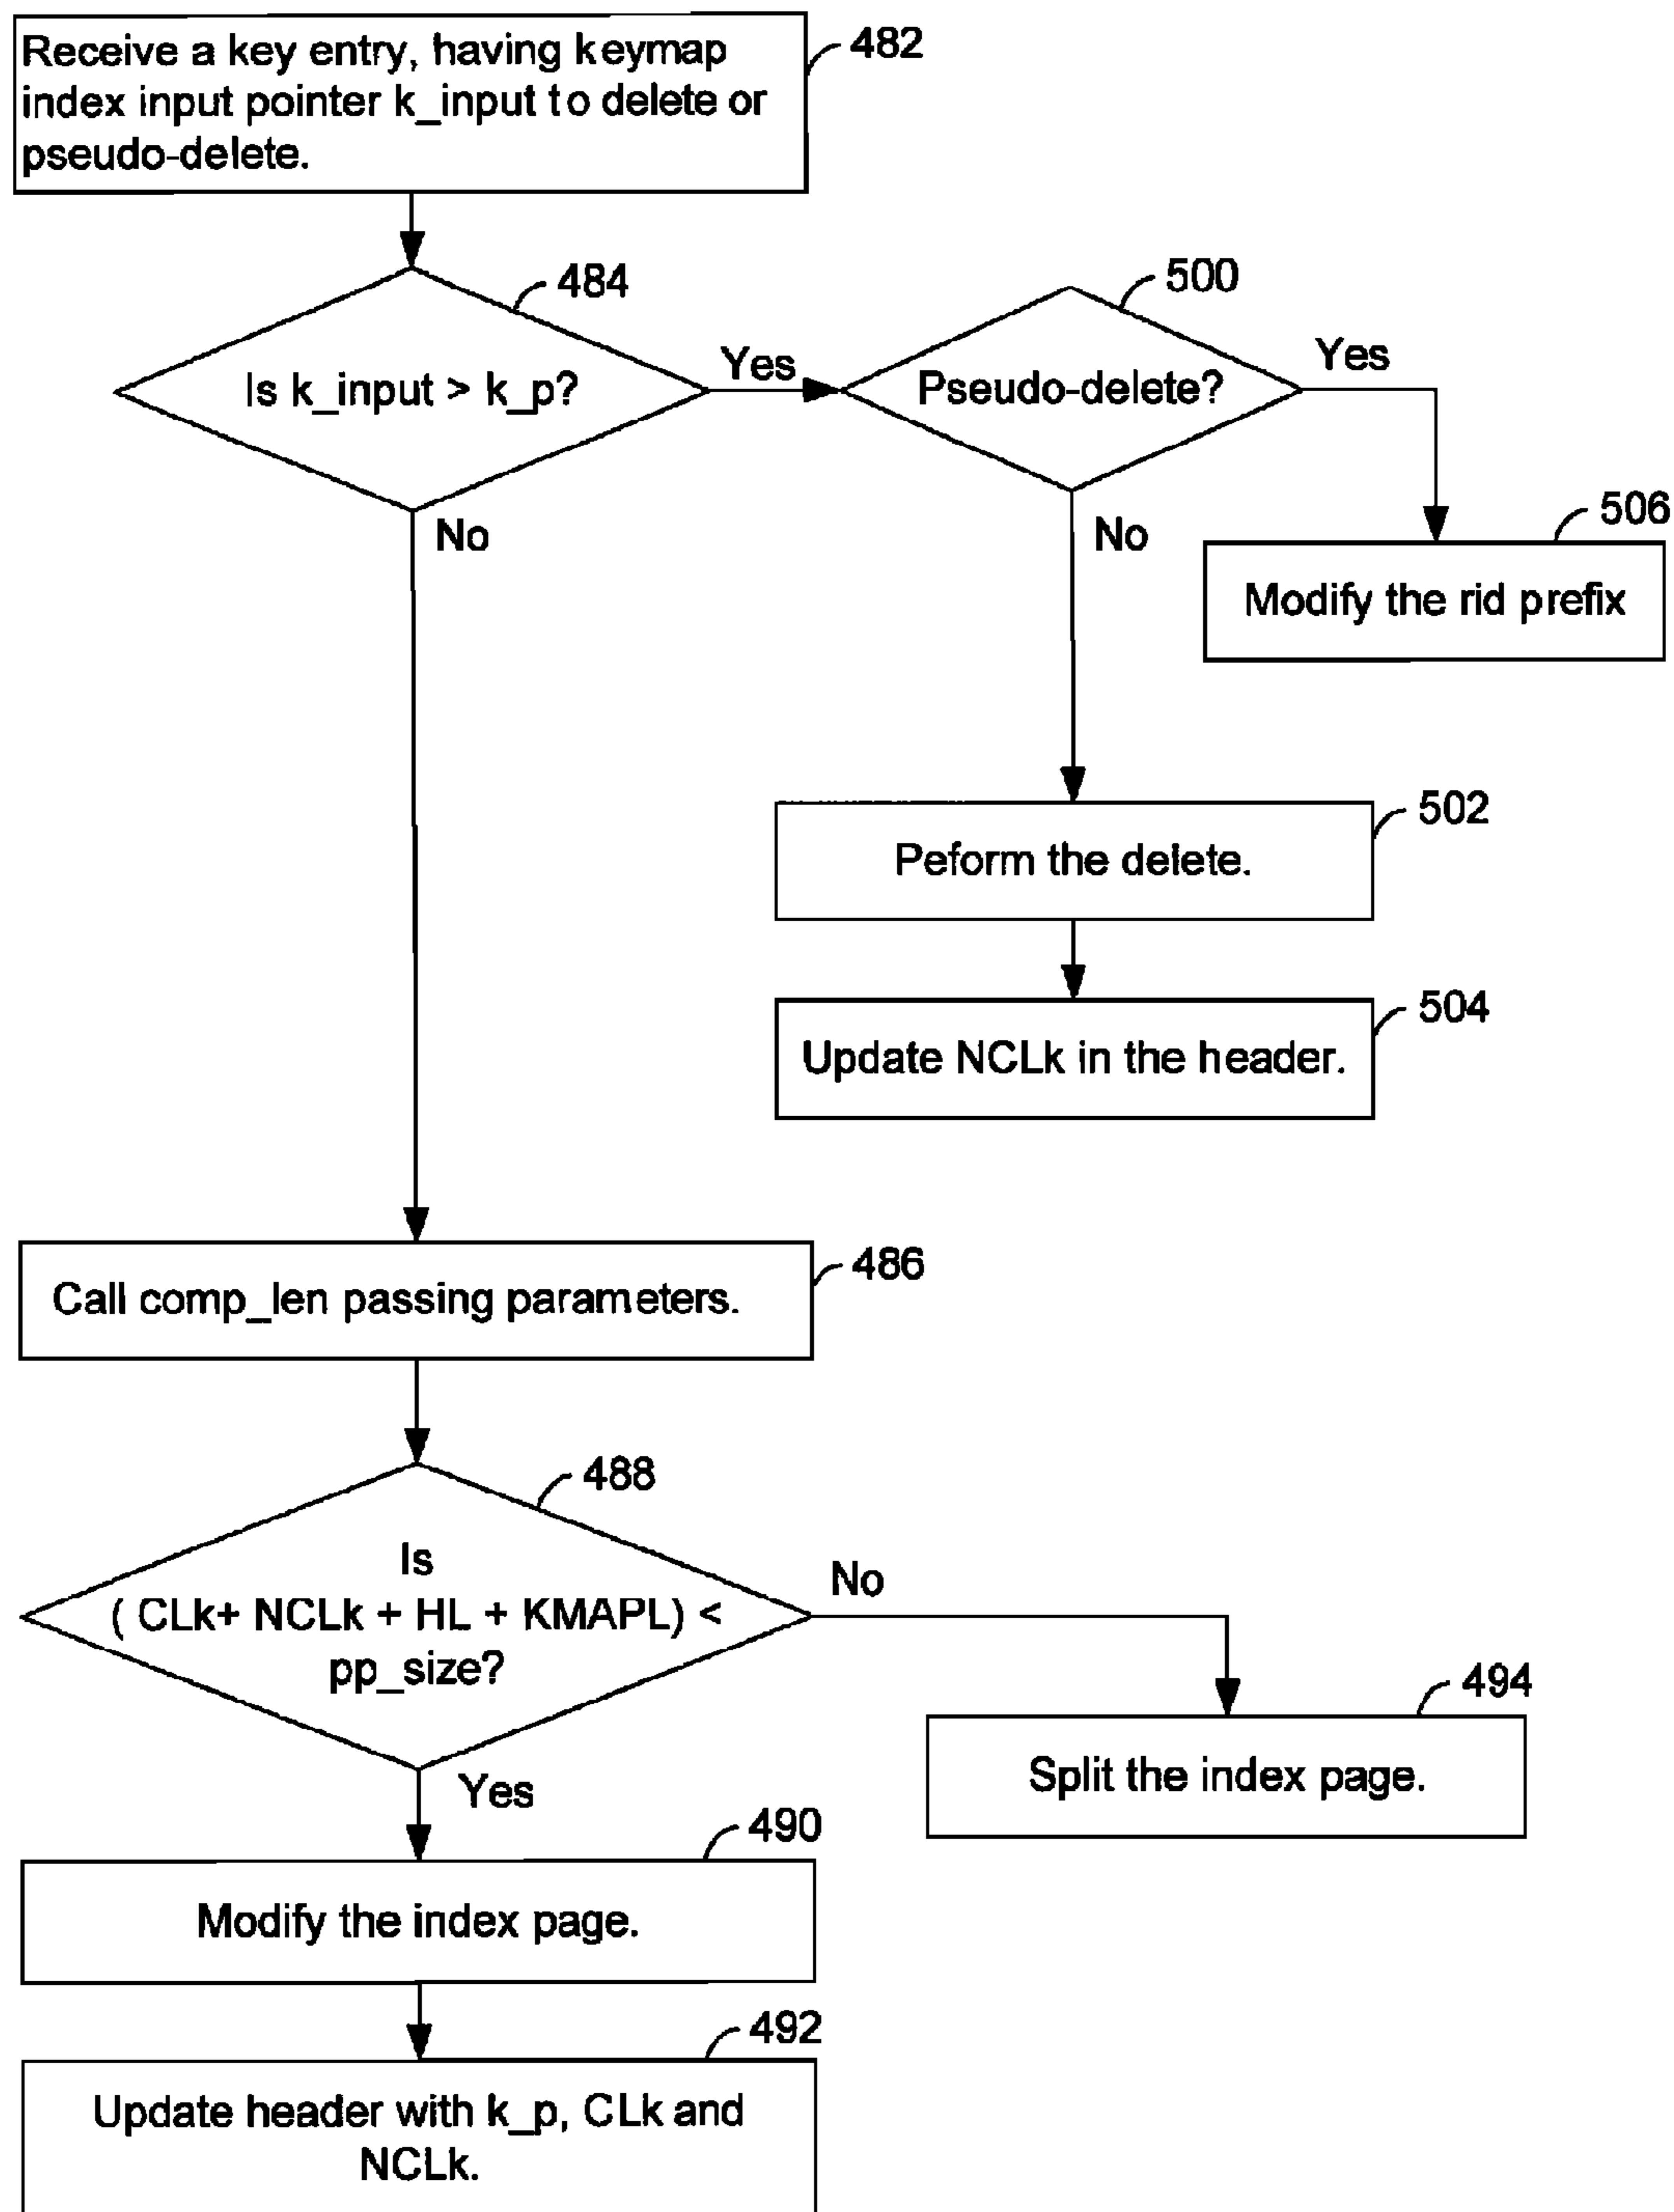 Receive a key entry, having keymap
index input pointer k_input to delete or
pseudo-delete.
482
484
Is k_input > k_p?
Yes
No
500
Pseudo-delete?
Yes
No
506
Modify the rid prefix
502
Peform the delete.
504
Update NCLk in the header.
486
Call comp_len passing parameters.
488
Is
( CLk+ NCLk + HL + KMAPL) <
pp_size?
No
Yes
494
Split the index page.
490
Modify the index page.
492
Update header with k_p, CLk and
NCLk.